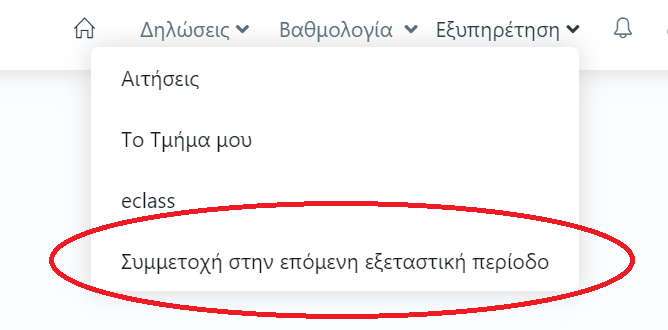 Δηλώσεις Βαθμολογία Εξυπηρέτηση
Αιτήσεις
Το Τμήμα μου
eclass
Συμμετοχή στην επόμενη εξεταστική περίοδο